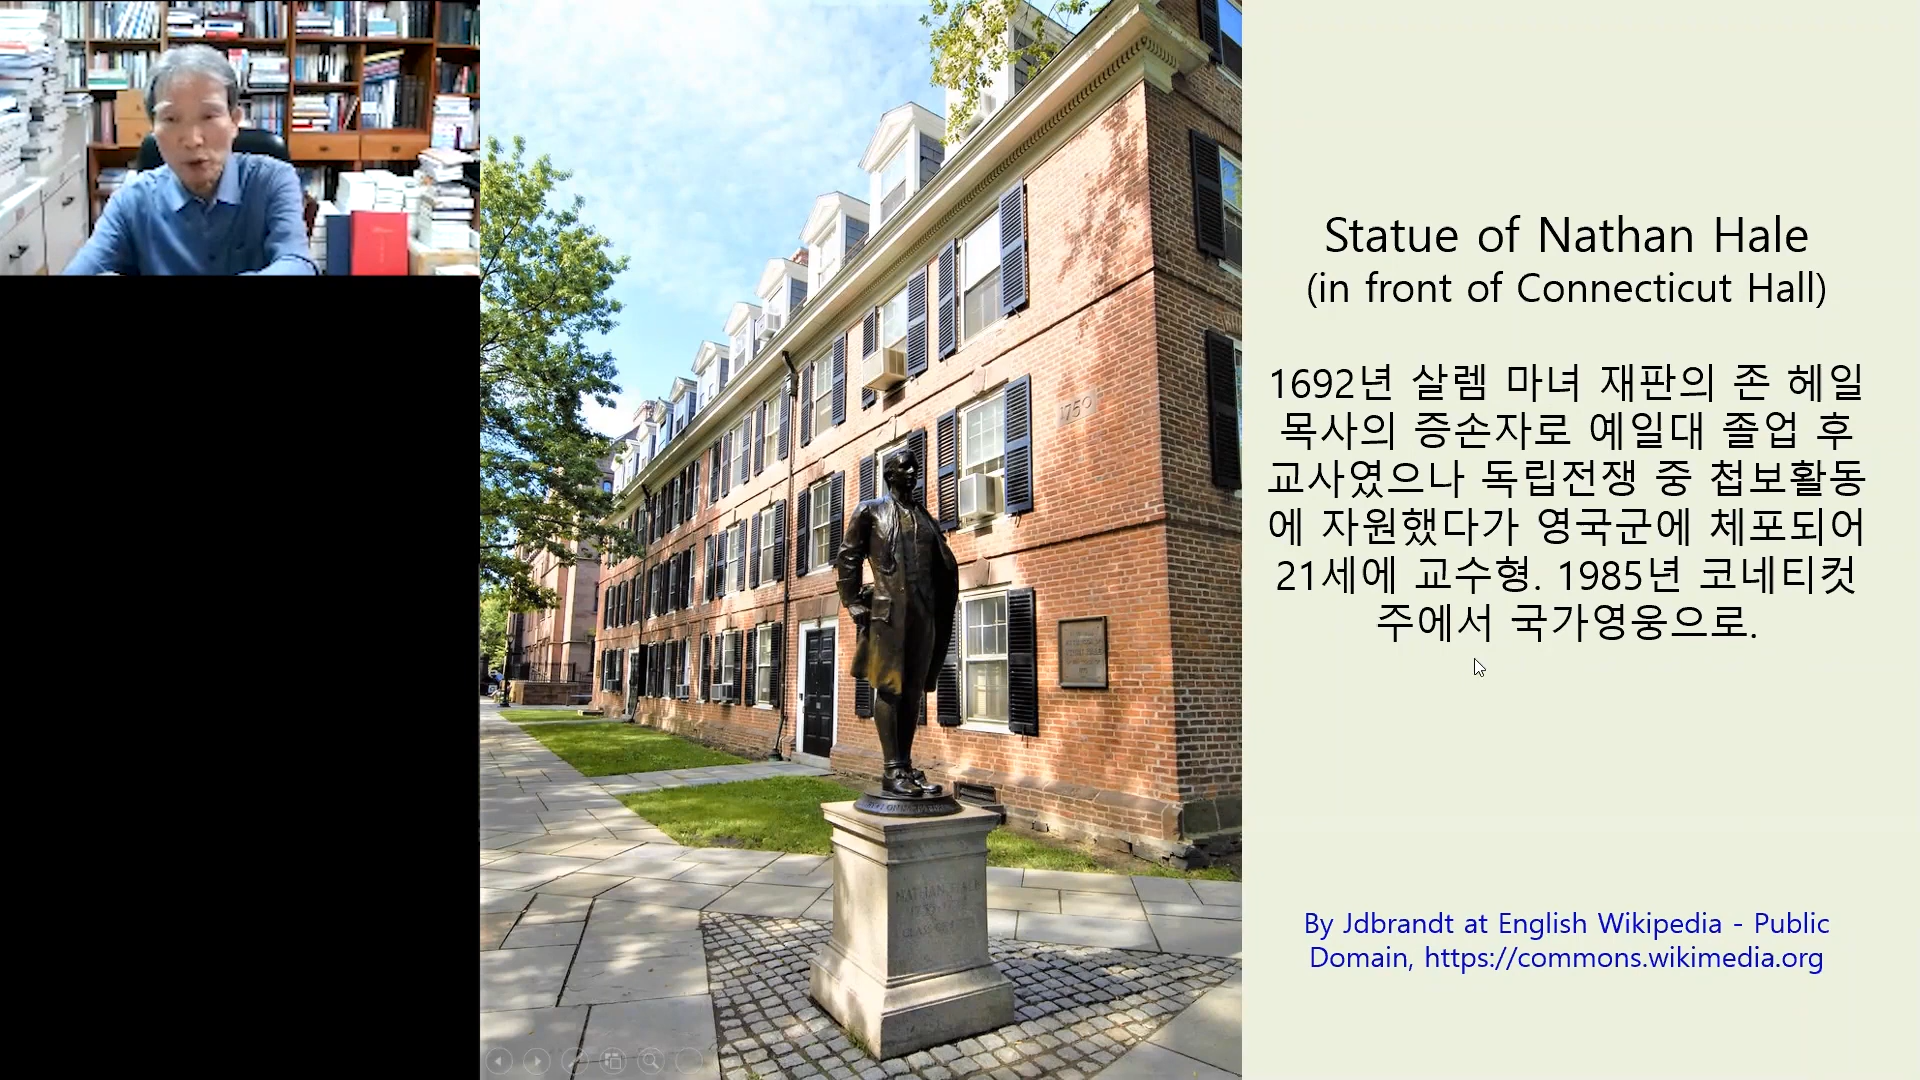 Statue of Nathan Hale
(in front of Connecticut Hall)
1692년 살렘 마녀 재판의 존 헤일
목사의 증손자로 예일대 졸업 후
교사였으나 독립전쟁 중 첩보활동
에 자원했다가 영국군에 체포되어
21세에 교수형. 1985년 코네티컷
주에서 국가영웅으로.
By Jdbrandt at English Wikipedia - Public
Domain, https://commons.wikimedia.org
1750
NATHAN HALE